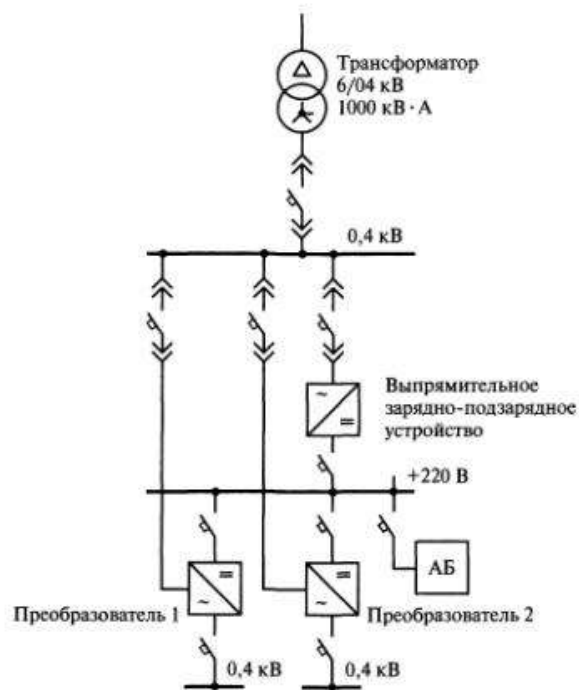 Трансформатор
6/04 кВ
1000 кВ · А
0,4 кВ
~
=
Выпрямительное
зарядно-подзарядное
устройство
+220 В
=
~
=
~
АБ
Преобразователь 1
Преобразователь 2
0,4 кВ
0,4 кВ